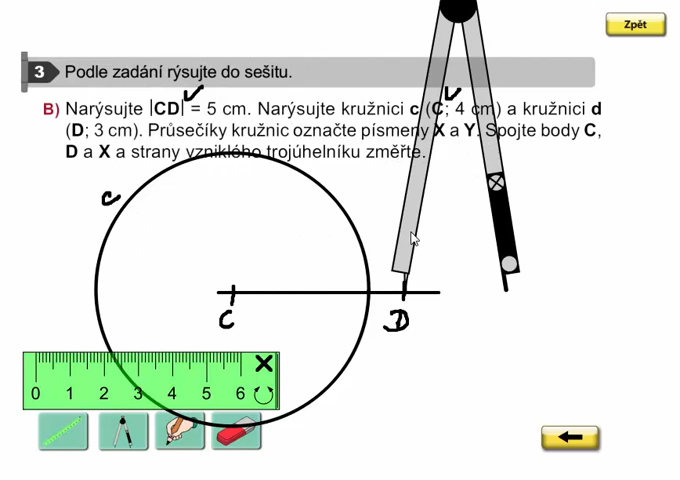 Zpět
3 Podle zadání rýsujte do sešitu.
B) Narýsujte |CD| = 5 cm. Narýsujte kružnici c (C; 4 cm) a kružnici d
(D; 3 cm). Průsečíky kružnic označte písmeny X a Y. Spojte body C,
D a X a strany vzniklého trojúhelníku změřte.
c
C D
0 1 2 3 4 5 6